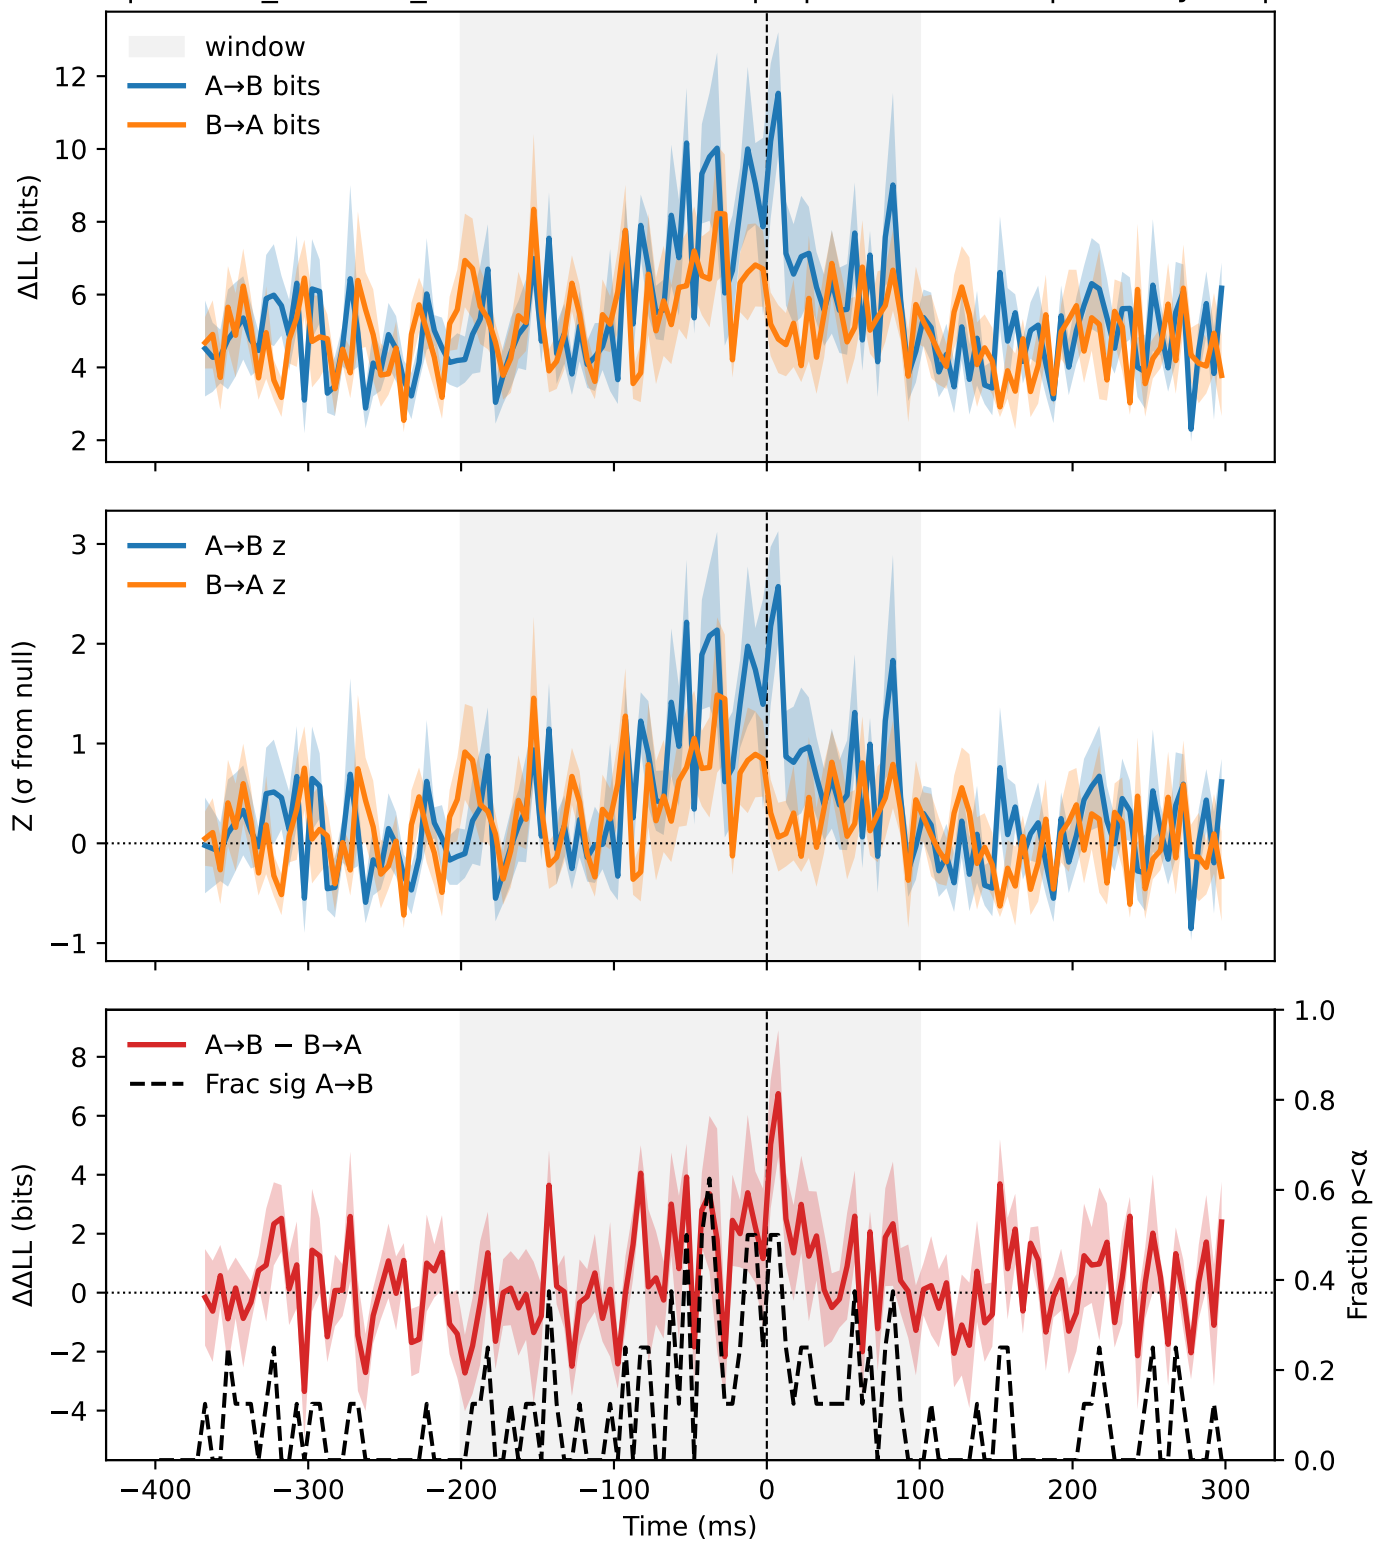 window
A→B bits
B→A bits
ΔLL (bits)
12
10
8
6
4
2
A→B z
B→A z
Z (σ from null)
3
2
1
0
−1
A→B − B→A
Frac sig A→B
ΔΔLL (bits)
8
6
4
2
0
−2
−4
1.0
0.8
0.6
0.4
0.2
0.0
Fraction p<α
−400
−300
−200
−100
0
100
200
300
Time (ms)